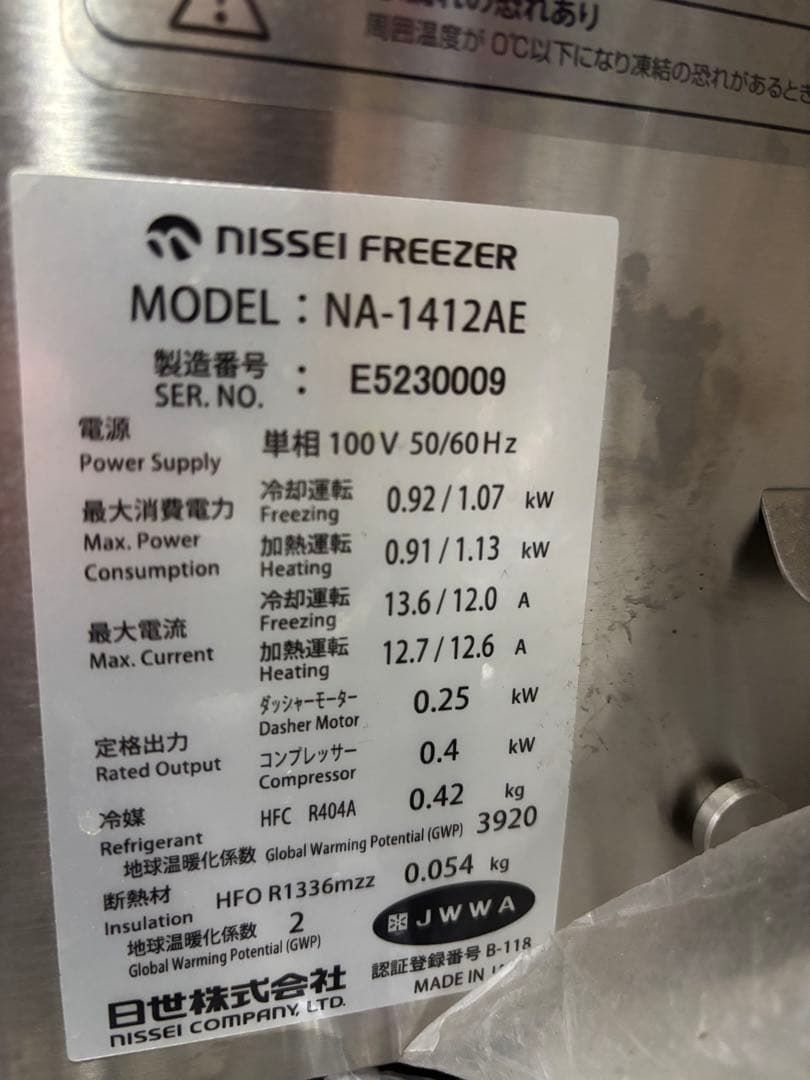 の恐れあり
周囲温度が 0℃以下になり凍結の恐れがあるとき
NISSEI FREEZER
MODEL : NA-1412AE
製造番号
SER. NO. : E5230009
電源
Power Supply 単相 100V 50/60Hz
最大消費電力 冷却運転 0.92 / 1.07 kW
Max. Power Freezing
Consumption 加熱運転 0.91 / 1.13 kW
Heating
最大電流 冷却運転 13.6 / 12.0 A
Max. Current Freezing
加熱運転 12.7 / 12.6 A
Heating
定格出力 ダッシャーモーター 0.25 kW
Rated Output Dasher Motor
コンプレッサー 0.4 kW
Compressor
冷媒 HFC R404A 0.42 kg
Refrigerant
地球温暖化係数 Global Warming Potential (GWP) 3920
断熱材 HFO R1336mzz 0.054 kg
Insulation
地球温暖化係数 2
Global Warming Potential (GWP)
JWWA
認証登録番号 B-118
日世株式会社 MADE IN
NISSEI COMPANY, LTD.